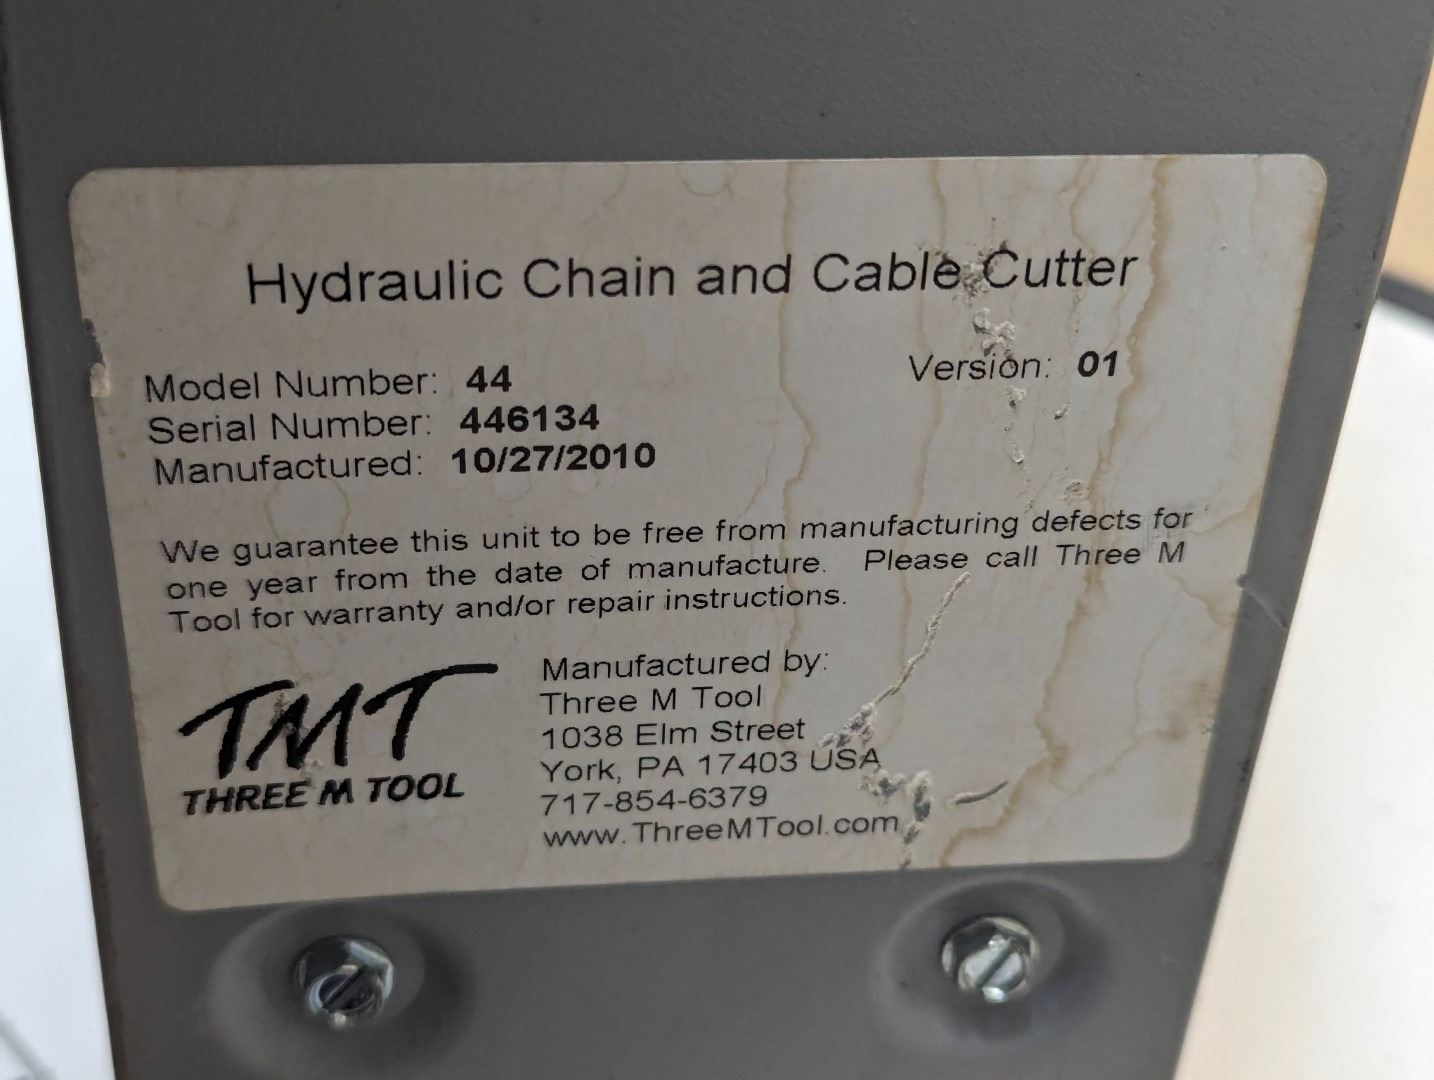 Hydraulic Chain and Cable Cutter
Model Number: 44
Version: 01
Serial Number: 446134
Manufactured: 10/27/2010
We guarantee this unit to be free from manufacturing defects for
one year from the date of manufacture. Please call Three M
Tool for warranty and/or repair instructions.
TMT
THREE M TOOL
Manufactured by:
Three M Tool
1038 Elm Street
York, PA 17403 USA
717-854-6379
www.ThreeMTool.com